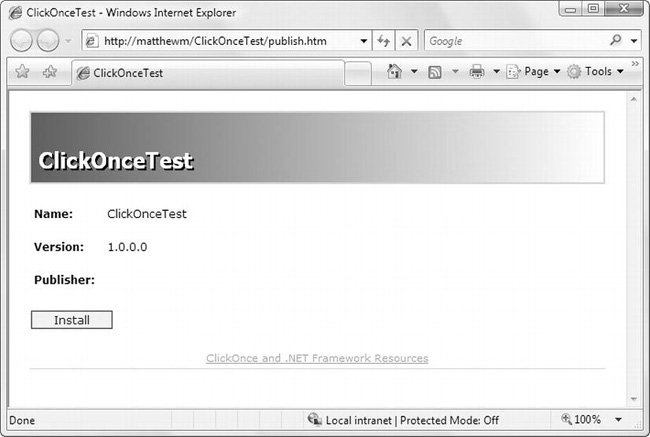 ClickOnceTest - Windows Internet Explorer
http://matthewm/ClickOnceTest/publish.htm
Google
ClickOnceTest
Page
Tools
ClickOnceTest
Name: ClickOnceTest
Version: 1.0.0.0
Publisher:
Install
ClickOnce and .NET Framework Resources
Done
Local intranet | Protected Mode: Off
100%